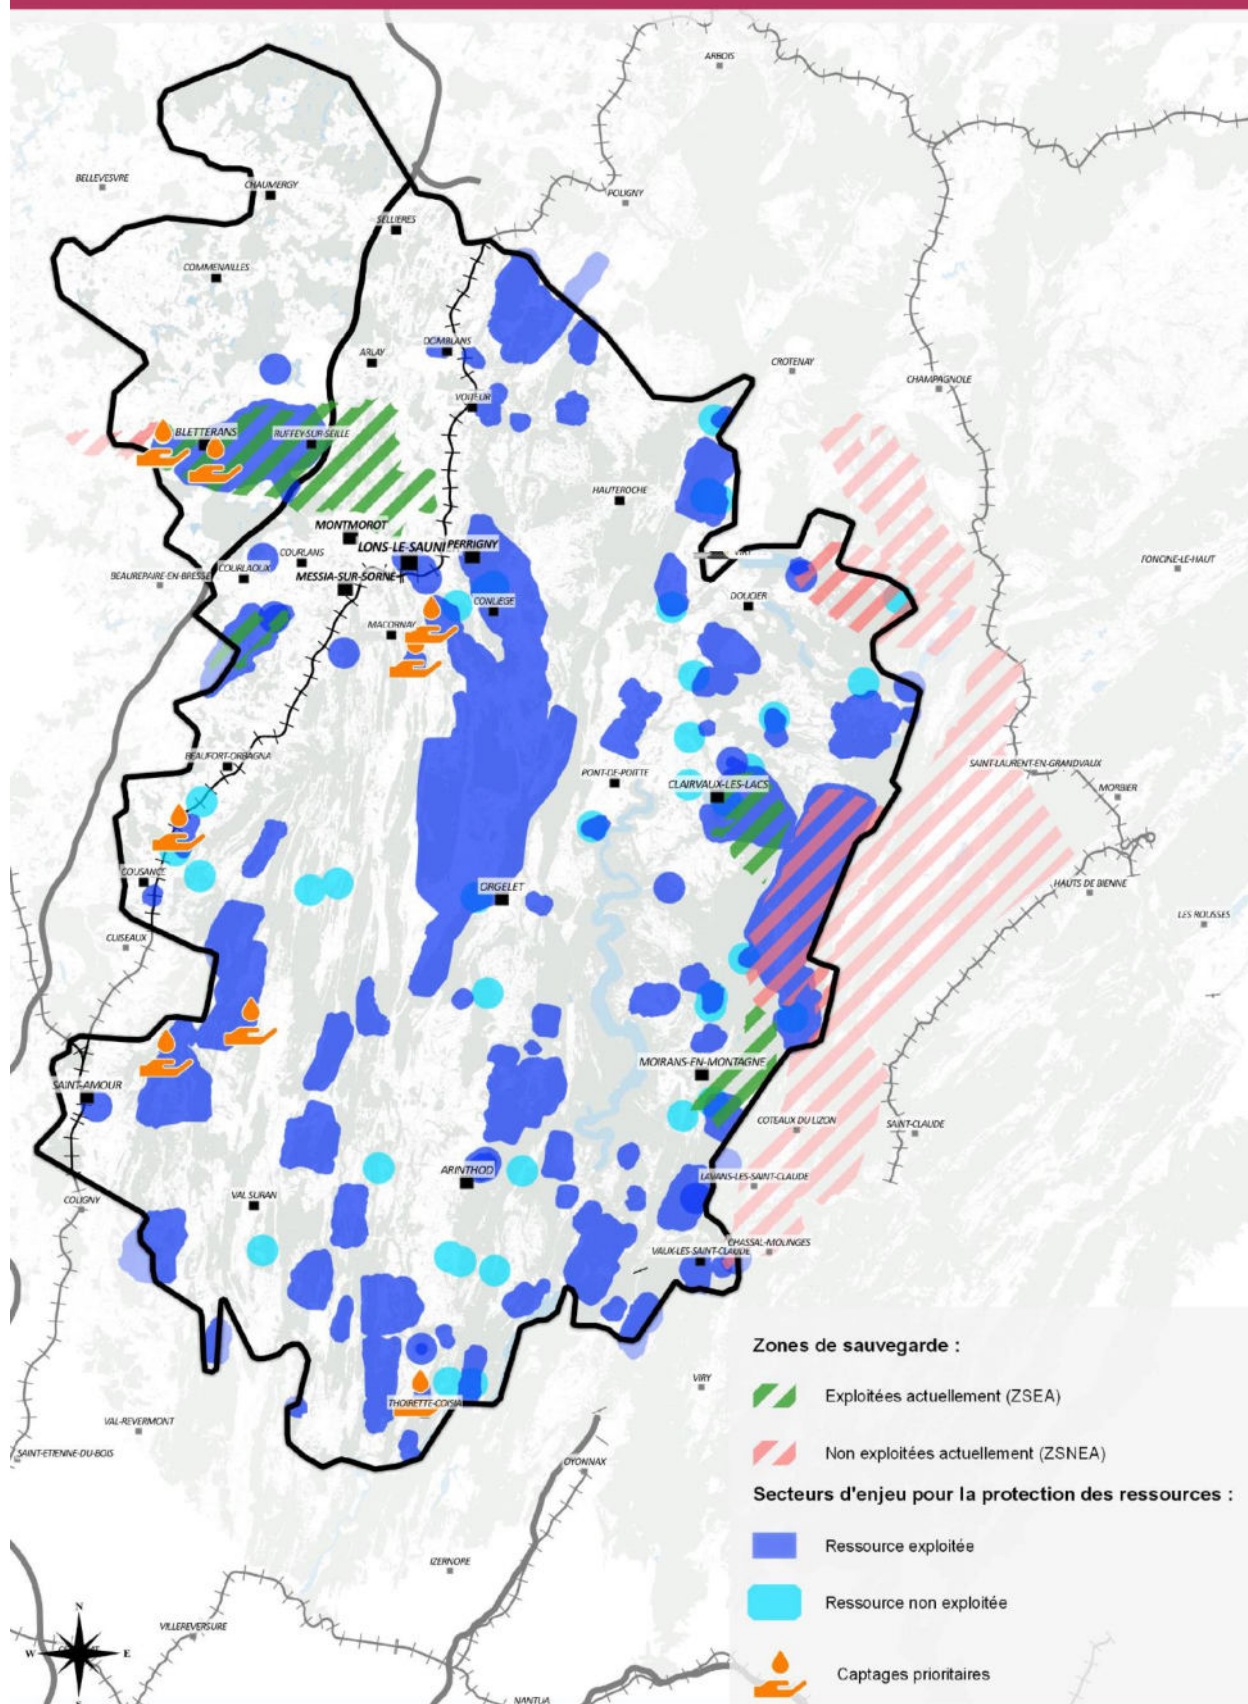 ARBOIS
BELLEVESVRE
CHAUMERGY
POLIGNY
SELLIERES
COMMENAILLES
DOMBLANS
ARLAY
CROTENAY
CHAMPAGNOLE
VOITEUR
BLETTERANS
RUFFEY-SUR-SEILLE
HAUTEROCHE
MONTMOROT
LONS-LE-SAUNI
PERRIGNY
COURLANS
FONCINE-LE-HAUT
BEAUREPAIRE-EN-BRESSE
COURLAOUX
MESSIA-SUR-SORNE
CONLIEGE
DOUCIER
MACORNAY
BEAUFORT-ORBAGNA
SAINT-LAURENT-EN-GRANDVAUX
PONT-DE-POITTE
CLAIRVAUX-LES-LACS
MORBIER
COUSANCE
ORGELET
HAUTS DE BIENNE
LES ROUSSES
CUISEAUX
MOIRANS-EN-MONTAGNE
SAINT-AMOUR
COTEAUX DU LIZON
SAINT-CLAUDE
ARINTHOD
LAVANS-LES-SAINT-CLAUDE
VAL SURAN
COLIGNY
CHASSAL-MOLINGES
VAUX-LES-SAINT-CLAUDE
Zones de sauvegarde :
VIRY
Exploitées actuellement (ZSEA)
THOIRETTE-COISIA
VAL-REVERMONT
SAINT-ETIENNE-DU-BOIS
Non exploitées actuellement (ZSNEA)
OYONNAX
Secteurs d'enjeu pour la protection des ressources :
Ressource exploitée
IZERNORE
Ressource non exploitée
N
VILLEREVERSURE
W
E
S
Captages prioritaires
NANTUA